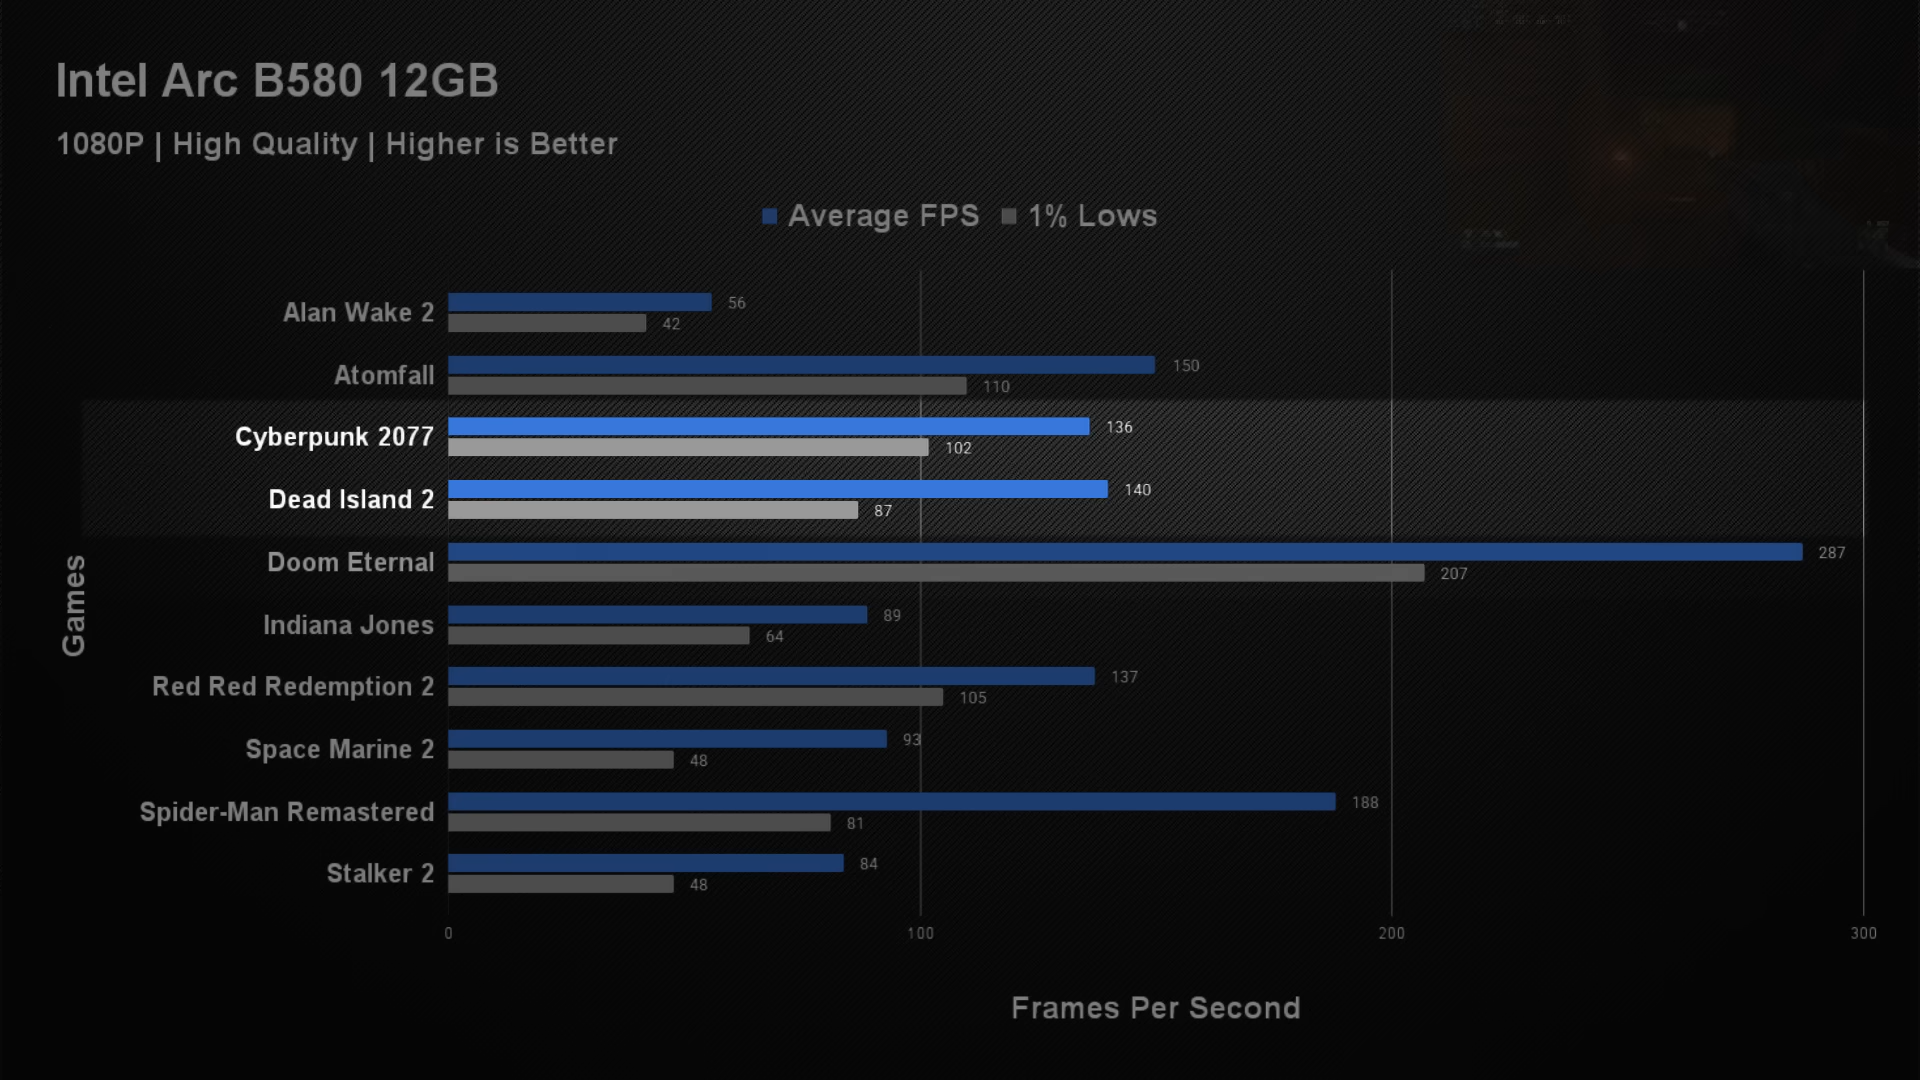 Intel Arc B580 12GB
1080P | High Quality | Higher is Better
Average FPS 1% Lows
Alan Wake 2 56
42
Atomfall 150
110
Cyberpunk 2077 136
102
Dead Island 2 140
87
Doom Eternal 287
207
Indiana Jones 89
64
Red Red Redemption 2 137
105
Space Marine 2 93
48
Spider-Man Remastered 188
81
Stalker 2 84
48
Games
0 100 200 300
Frames Per Second